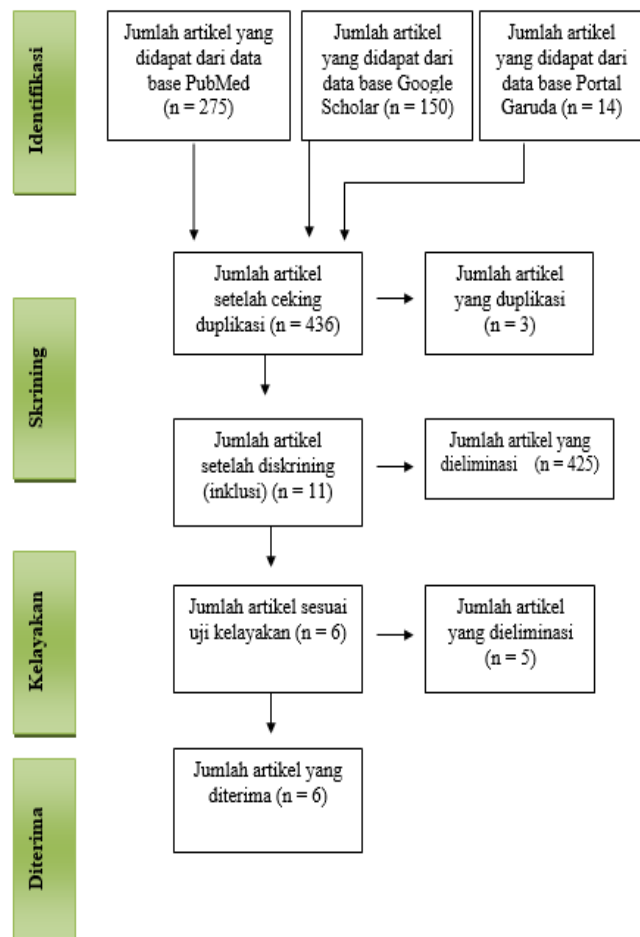 Identifikasi
Jumlah artikel yang
didapat dari data
base PubMed
(n = 275)
Jumlah artikel
yang didapat dari
data base Google
Scholar (n = 150)
Jumlah artikel
yang didapat dari
data base Portal
Garuda (n = 14)
Skrining
Jumlah artikel
setelah ceking
duplikasi (n = 436)
Jumlah artikel
yang duplikasi
(n = 3)
Jumlah artikel
setelah diskrining
(inklusi) (n = 11)
Jumlah artikel yang
dieliminasi (n = 425)
Kelayakan
Jumlah artikel sesuai
uji kelayakan (n = 6)
Jumlah artikel
yang dieliminasi
(n = 5)
Diterima
Jumlah artikel yang
diterima (n = 6)